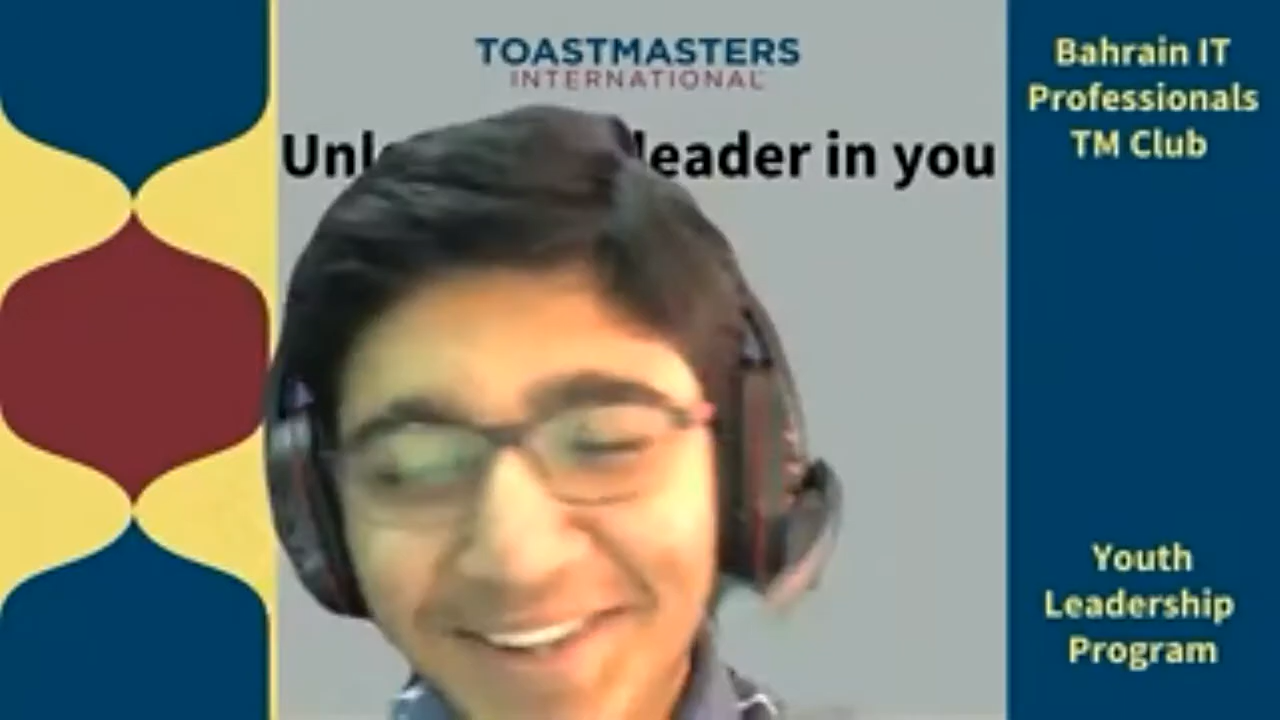 TOASTMASTERS
INTERNATIONAL
leader in you
Bahrain IT
Professionals
TM Club
Youth
Leadership
Program